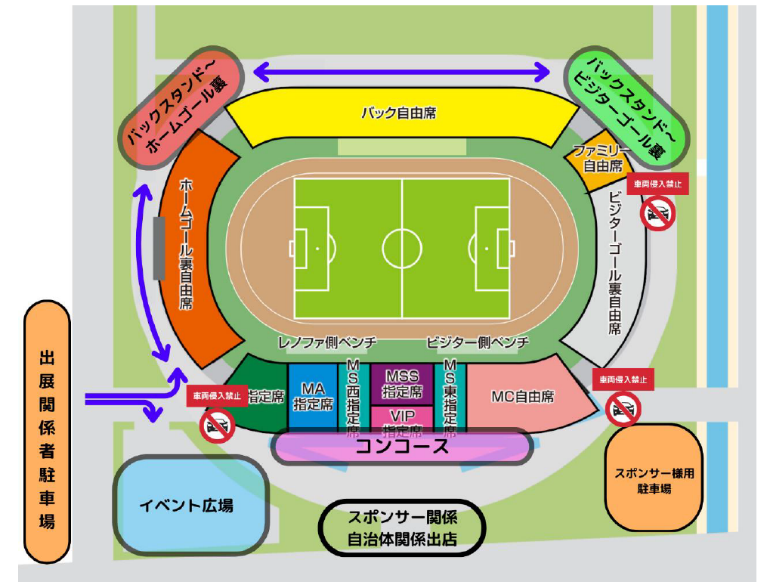 バックスタンド～
ホームゴール裏
バックスタンド～
ビジターゴール裏
バック自由席
ファミリー
自由席
車両侵入禁止
ホームゴール裏自由席
ビジターゴール裏自由席
レノファ側ベンチ
ビジター側ベンチ
出展関係者駐車場
車両侵入禁止
指定席
MA
指定席
MS西指定席
MSS
指定席
VIP
指定席
MS東指定席
MC自由席
車両侵入禁止
コンコース
イベント広場
スポンサー関係
自治体関係出店
スポンサー様用
駐車場